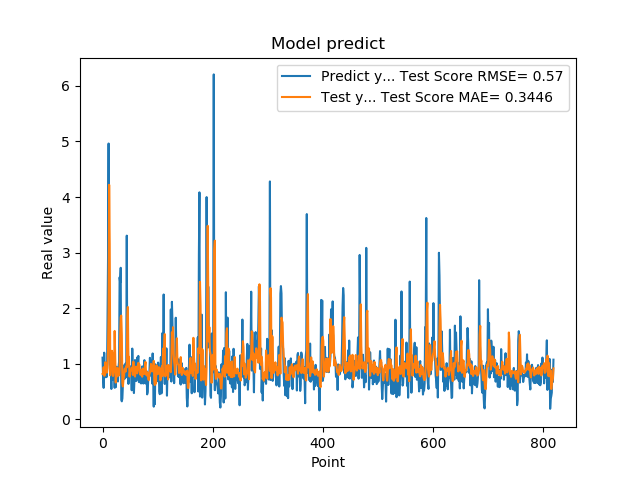 Model predict
Predict y... Test Score RMSE= 0.57
Test y... Test Score MAE= 0.3446
6
5
4
3
2
1
0
Real value
0 200 400 600 800
Point